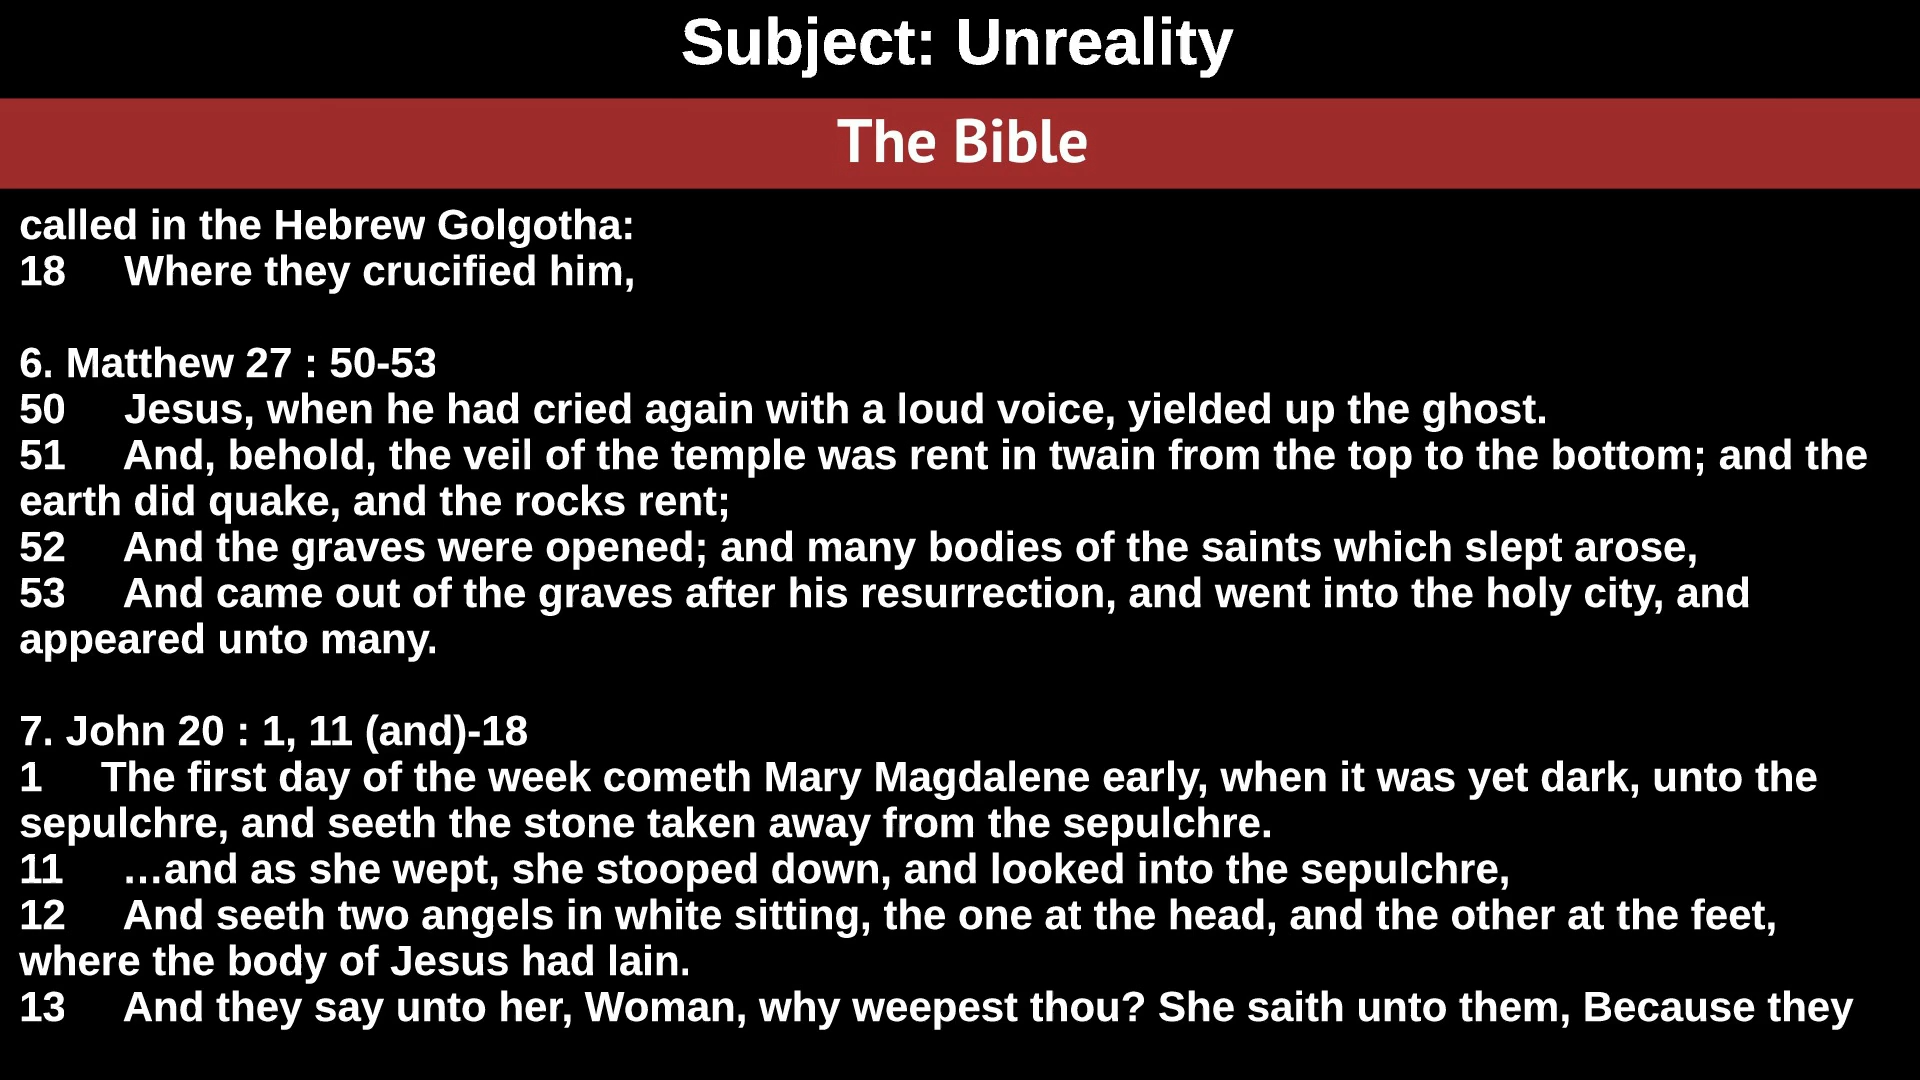 Subject: Unreality
The Bible
called in the Hebrew Golgotha:
18 Where they crucified him,
6. Matthew 27 : 50-53
50 Jesus, when he had cried again with a loud voice, yielded up the ghost.
51 And, behold, the veil of the temple was rent in twain from the top to the bottom; and the
earth did quake, and the rocks rent;
52 And the graves were opened; and many bodies of the saints which slept arose,
53 And came out of the graves after his resurrection, and went into the holy city, and
appeared unto many.
7. John 20 : 1, 11 (and)-18
1 The first day of the week cometh Mary Magdalene early, when it was yet dark, unto the
sepulchre, and seeth the stone taken away from the sepulchre.
11 …and as she wept, she stooped down, and looked into the sepulchre,
12 And seeth two angels in white sitting, the one at the head, and the other at the feet,
where the body of Jesus had lain.
13 And they say unto her, Woman, why weepest thou? She saith unto them, Because they